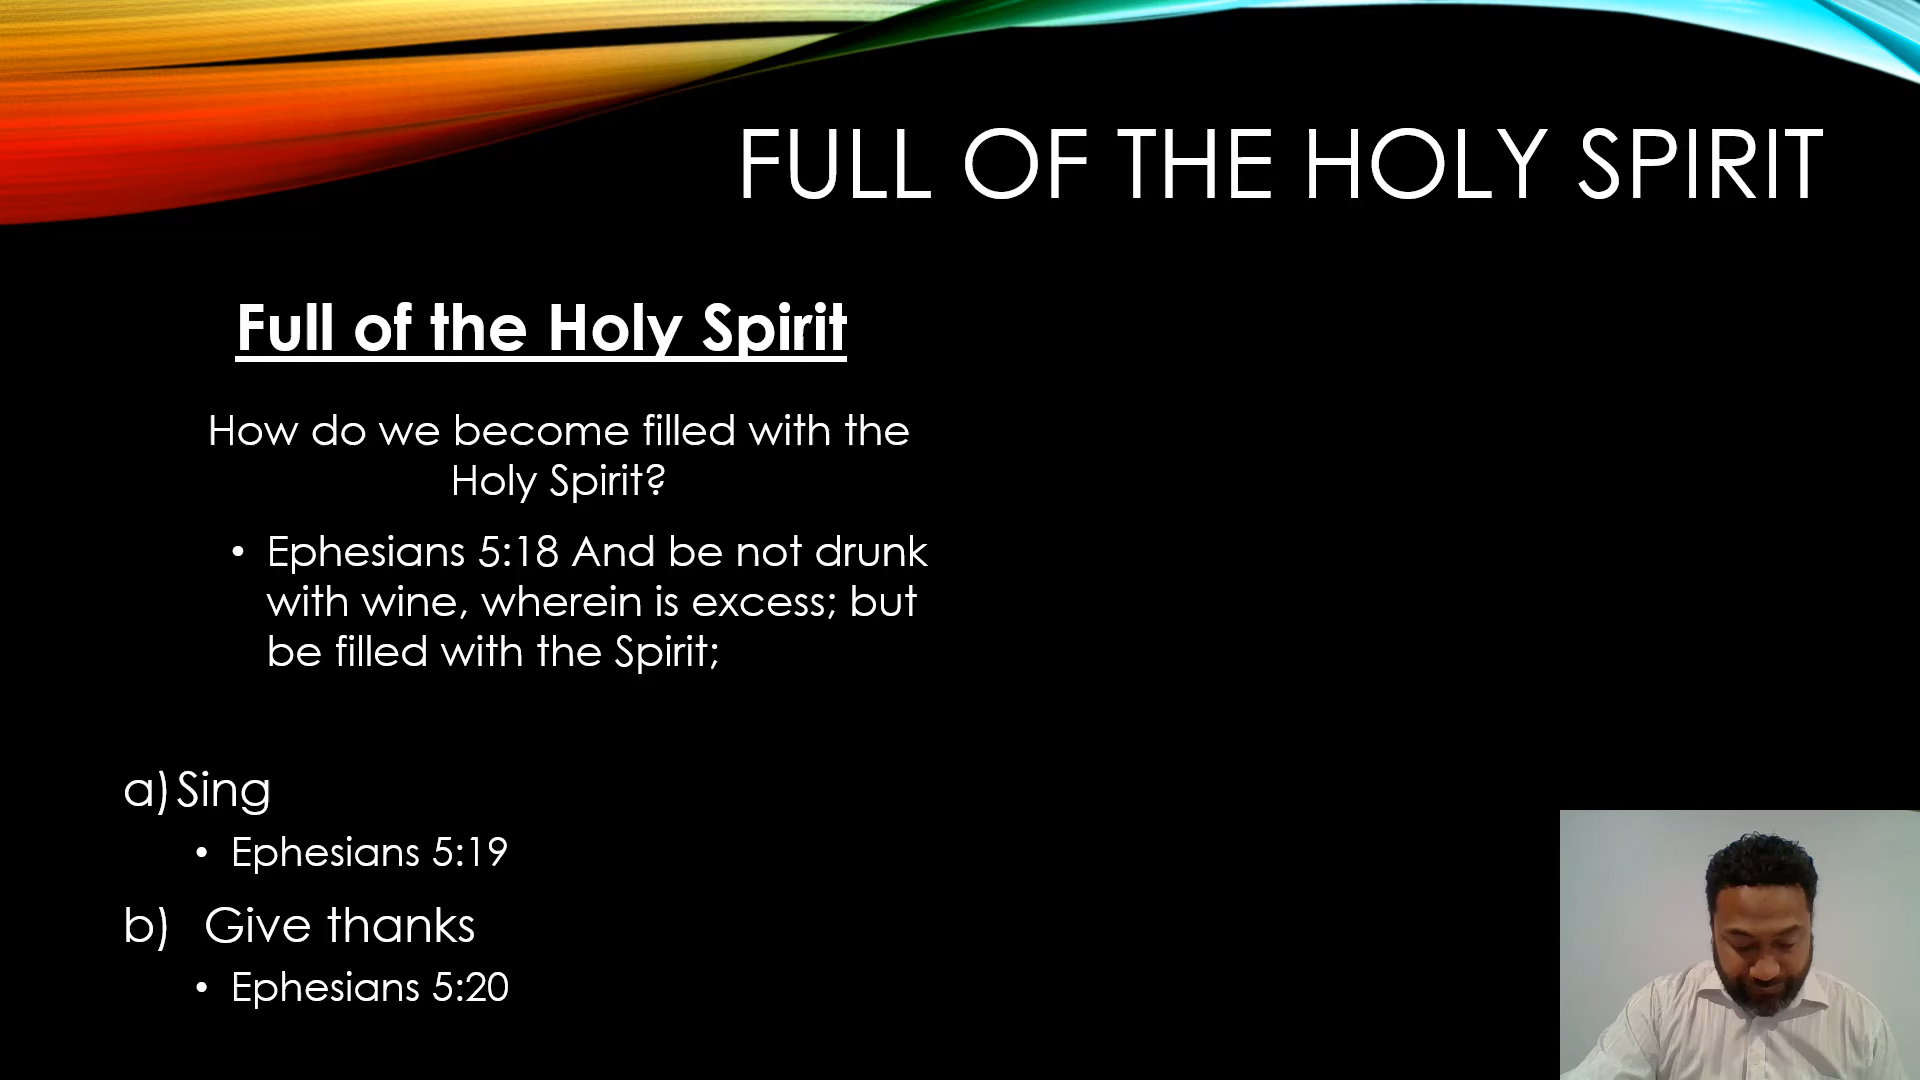 FULL OF THE HOLY SPIRIT
Full of the Holy Spirit
How do we become filled with the
Holy Spirit?
• Ephesians 5:18 And be not drunk
with wine, wherein is excess; but
be filled with the Spirit;
a) Sing
• Ephesians 5:19
b) Give thanks
• Ephesians 5:20